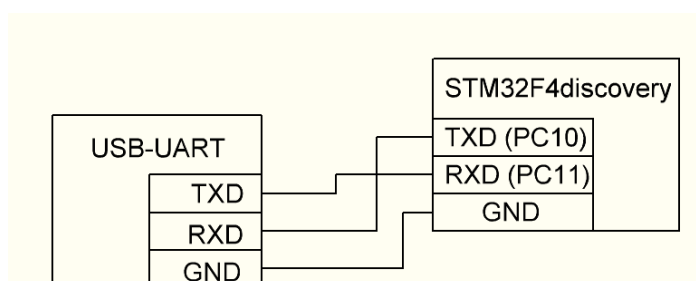 STM32F4discovery
USB-UART
TXD (PC10)
RXD (PC11)
GND
TXD
RXD
GND